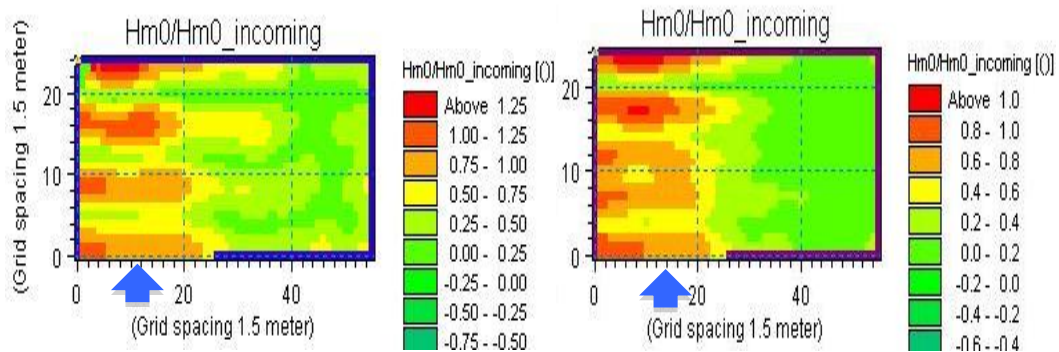 Hm0/Hm0_incoming
(Grid spacing 1.5 meter)
20
10
0
0 20 40
(Grid spacing 1.5 meter)
Hm0/Hm0_incoming [()]
Above 1.25
1.00 - 1.25
0.75 - 1.00
0.50 - 0.75
0.25 - 0.50
0.00 - 0.25
-0.25 - 0.00
-0.50 - -0.25
-0.75 - -0.50
Hm0/Hm0_incoming
20
10
0
0 20 40
(Grid spacing 1.5 meter)
Hm0/Hm0_incoming [()]
Above 1.0
0.8 - 1.0
0.6 - 0.8
0.4 - 0.6
0.2 - 0.4
0.0 - 0.2
-0.2 - 0.0
-0.4 - -0.2
-0.6 - -0.4